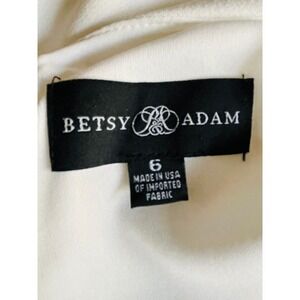 BETSY B&A ADAM
6
MADE IN USA
OF IMPORTED
FABRIC